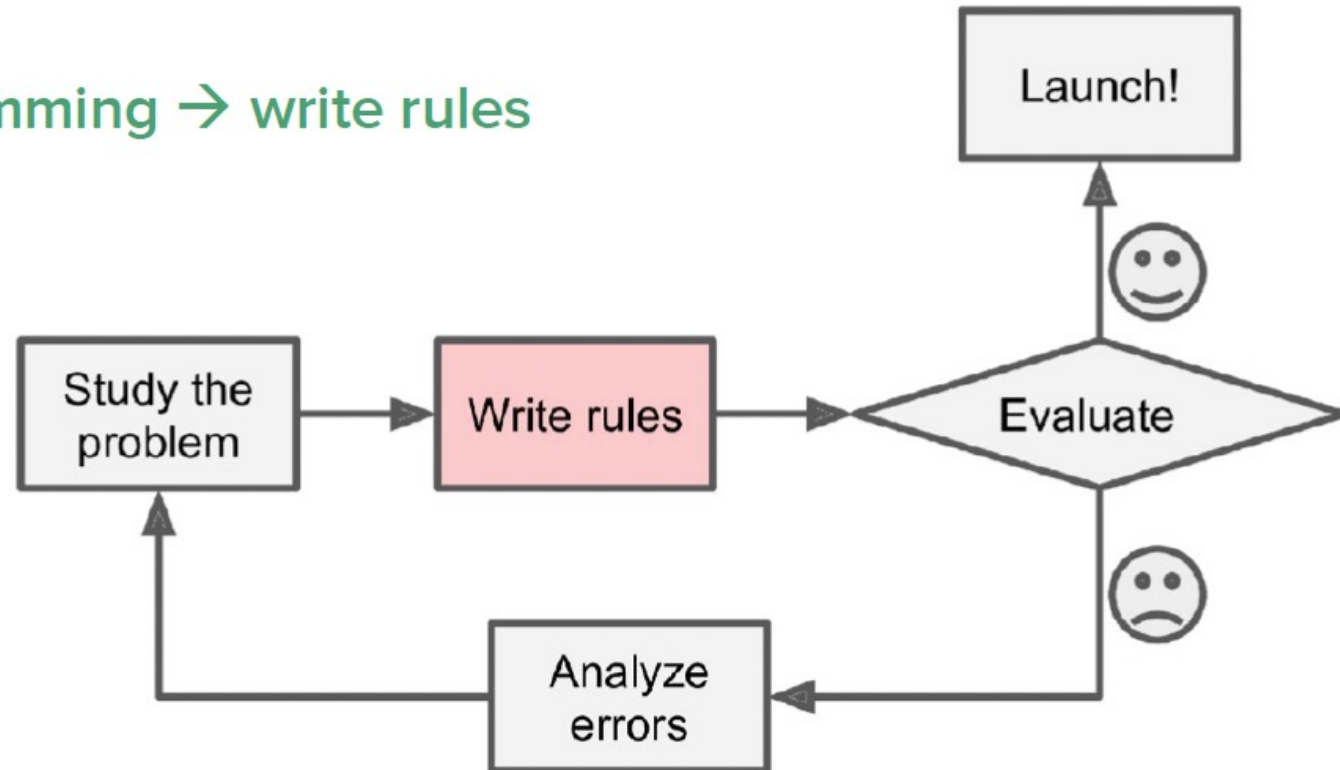 mming → write rules
Launch!
Study the
problem
Write rules
Evaluate
Analyze
errors